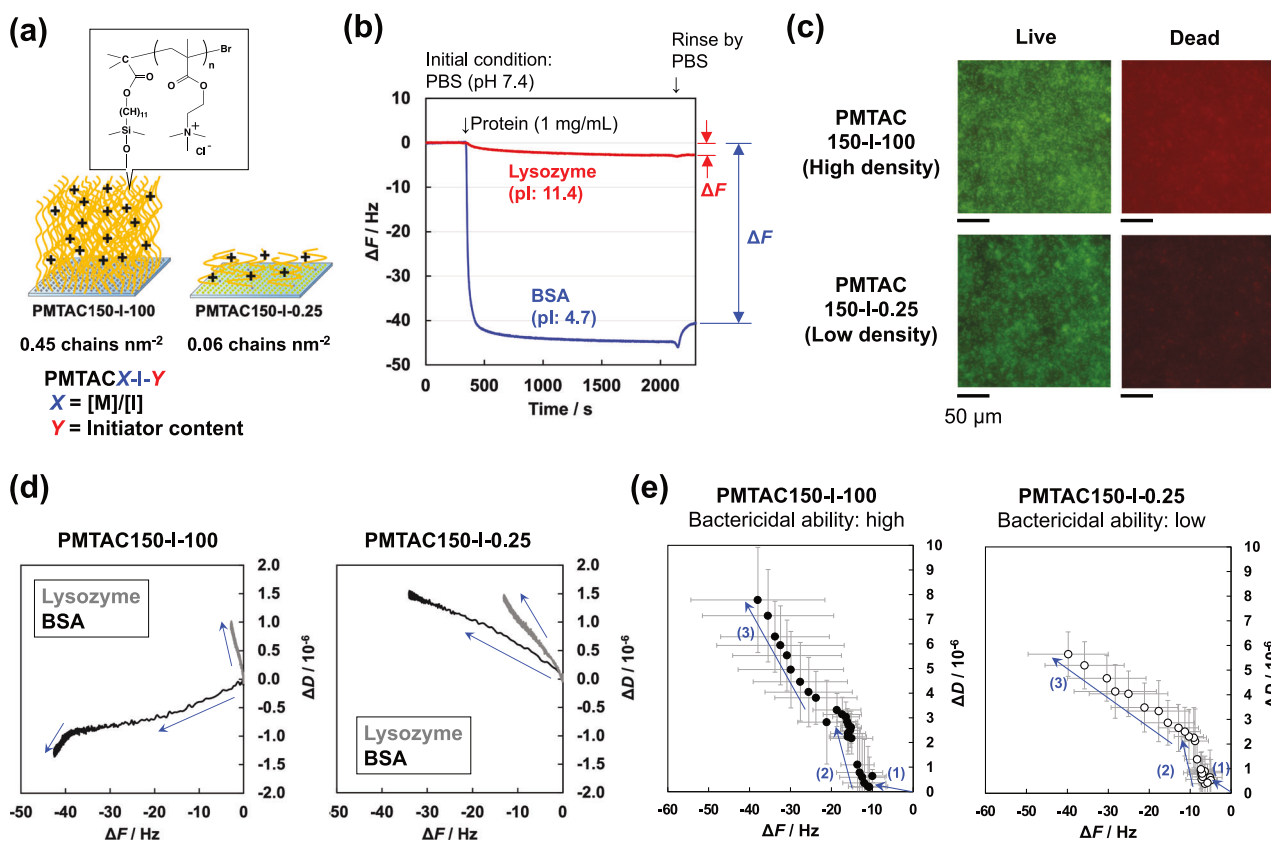 (a)
C
Br
n
O
O
O
O
(CH)11
Si
O
N
+
Cl-
PMTAC150-I-100
PMTAC150-I-0.25
0.45 chains nm-2
0.06 chains nm-2
PMTACX-I-Y
X = [M]/[I]
Y = Initiator content
(b)
Initial condition:
PBS (pH 7.4)
Rinse by
PBS
↓
↓Protein (1 mg/mL)
Lysozyme
(pI: 11.4)
ΔF
ΔF
BSA
(pI: 4.7)
10
0
-10
-20
-30
-40
-50
ΔF / Hz
0 500 1000 1500 2000
Time / s
(c)
Live Dead
PMTAC
150-I-100
(High density)
PMTAC
150-I-0.25
(Low density)
50 µm
(d)
PMTAC150-I-100
Lysozyme
BSA
2.0
1.5
1.0
0.5
0.0
-0.5
-1.0
-1.5
-2.0
ΔD / 10-6
-50 -40 -30 -20 -10 0
ΔF / Hz
PMTAC150-I-0.25
Lysozyme
BSA
2.0
1.5
1.0
0.5
0.0
-0.5
-1.0
-1.5
-2.0
ΔD / 10-6
-50 -40 -30 -20 -10 0
ΔF / Hz
(e)
PMTAC150-I-100
Bactericidal ability: high
(3)
(2)
(1)
10
9
8
7
6
5
4
3
2
1
0
ΔD / 10-6
-60 -50 -40 -30 -20 -10 0
ΔF / Hz
PMTAC150-I-0.25
Bactericidal ability: low
(3)
(2)
(1)
10
9
8
7
6
5
4
3
2
1
0
ΔD / 10-6
-60 -50 -40 -30 -20 -10 0
ΔF / Hz